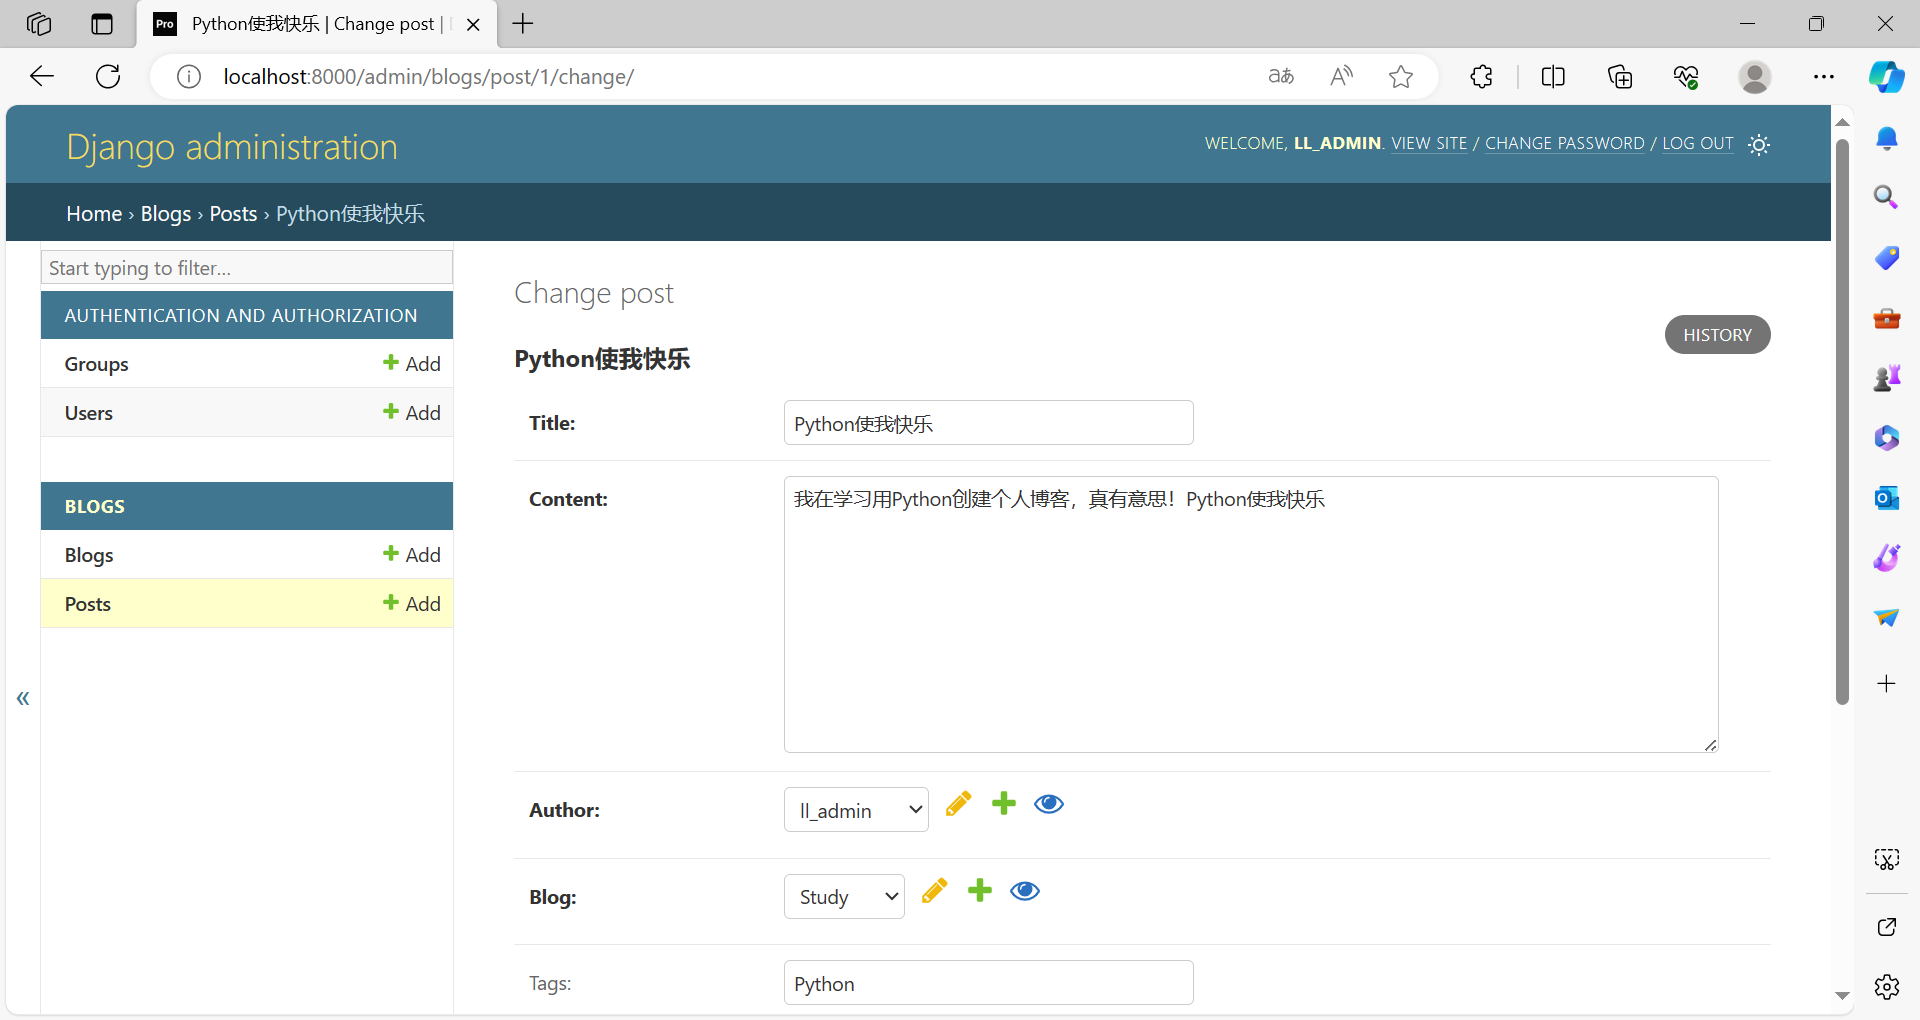 Pro Python使我快乐 | Change post |
localhost:8000/admin/blogs/post/1/change/
Django administration
WELCOME, LL_ADMIN. VIEW SITE / CHANGE PASSWORD / LOG OUT
Home › Blogs › Posts › Python使我快乐
Start typing to filter...
AUTHENTICATION AND AUTHORIZATION
Groups + Add
Users + Add
BLOGS
Blogs + Add
Posts + Add
«
Change post
HISTORY
Python使我快乐
Title: Python使我快乐
Content: 我在学习用Python创建个人博客，真有意思！Python使我快乐
Author: ll_admin
Blog: Study
Tags: Python